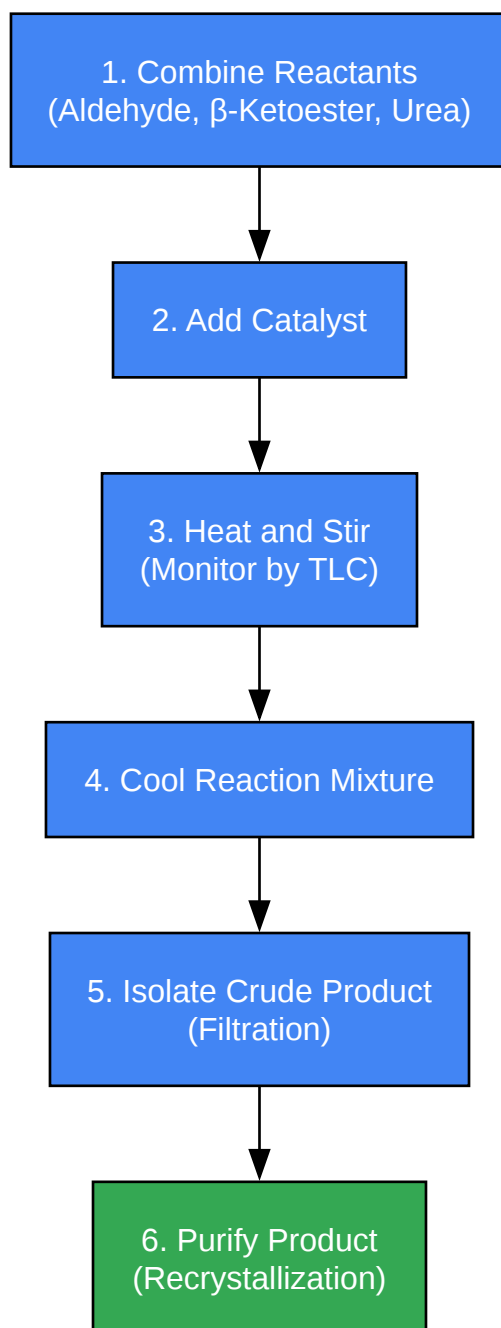 1. Combine Reactants
(Aldehyde, β-Ketoester, Urea)
2. Add Catalyst
3. Heat and Stir
(Monitor by TLC)
4. Cool Reaction Mixture
5. Isolate Crude Product
(Filtration)
6. Purify Product
(Recrystallization)